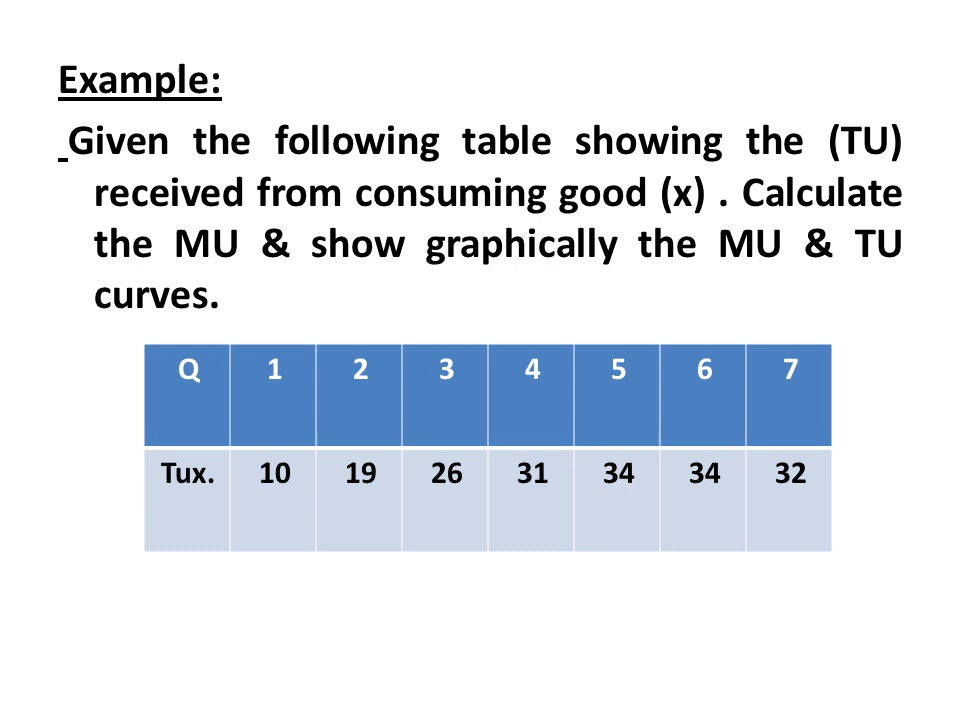 Example:
Given the following table showing the (TU)
received from consuming good (x) . Calculate
the MU & show graphically the MU & TU
curves.
Q 1 2 3 4 5 6 7
Tux. 10 19 26 31 34 34 32